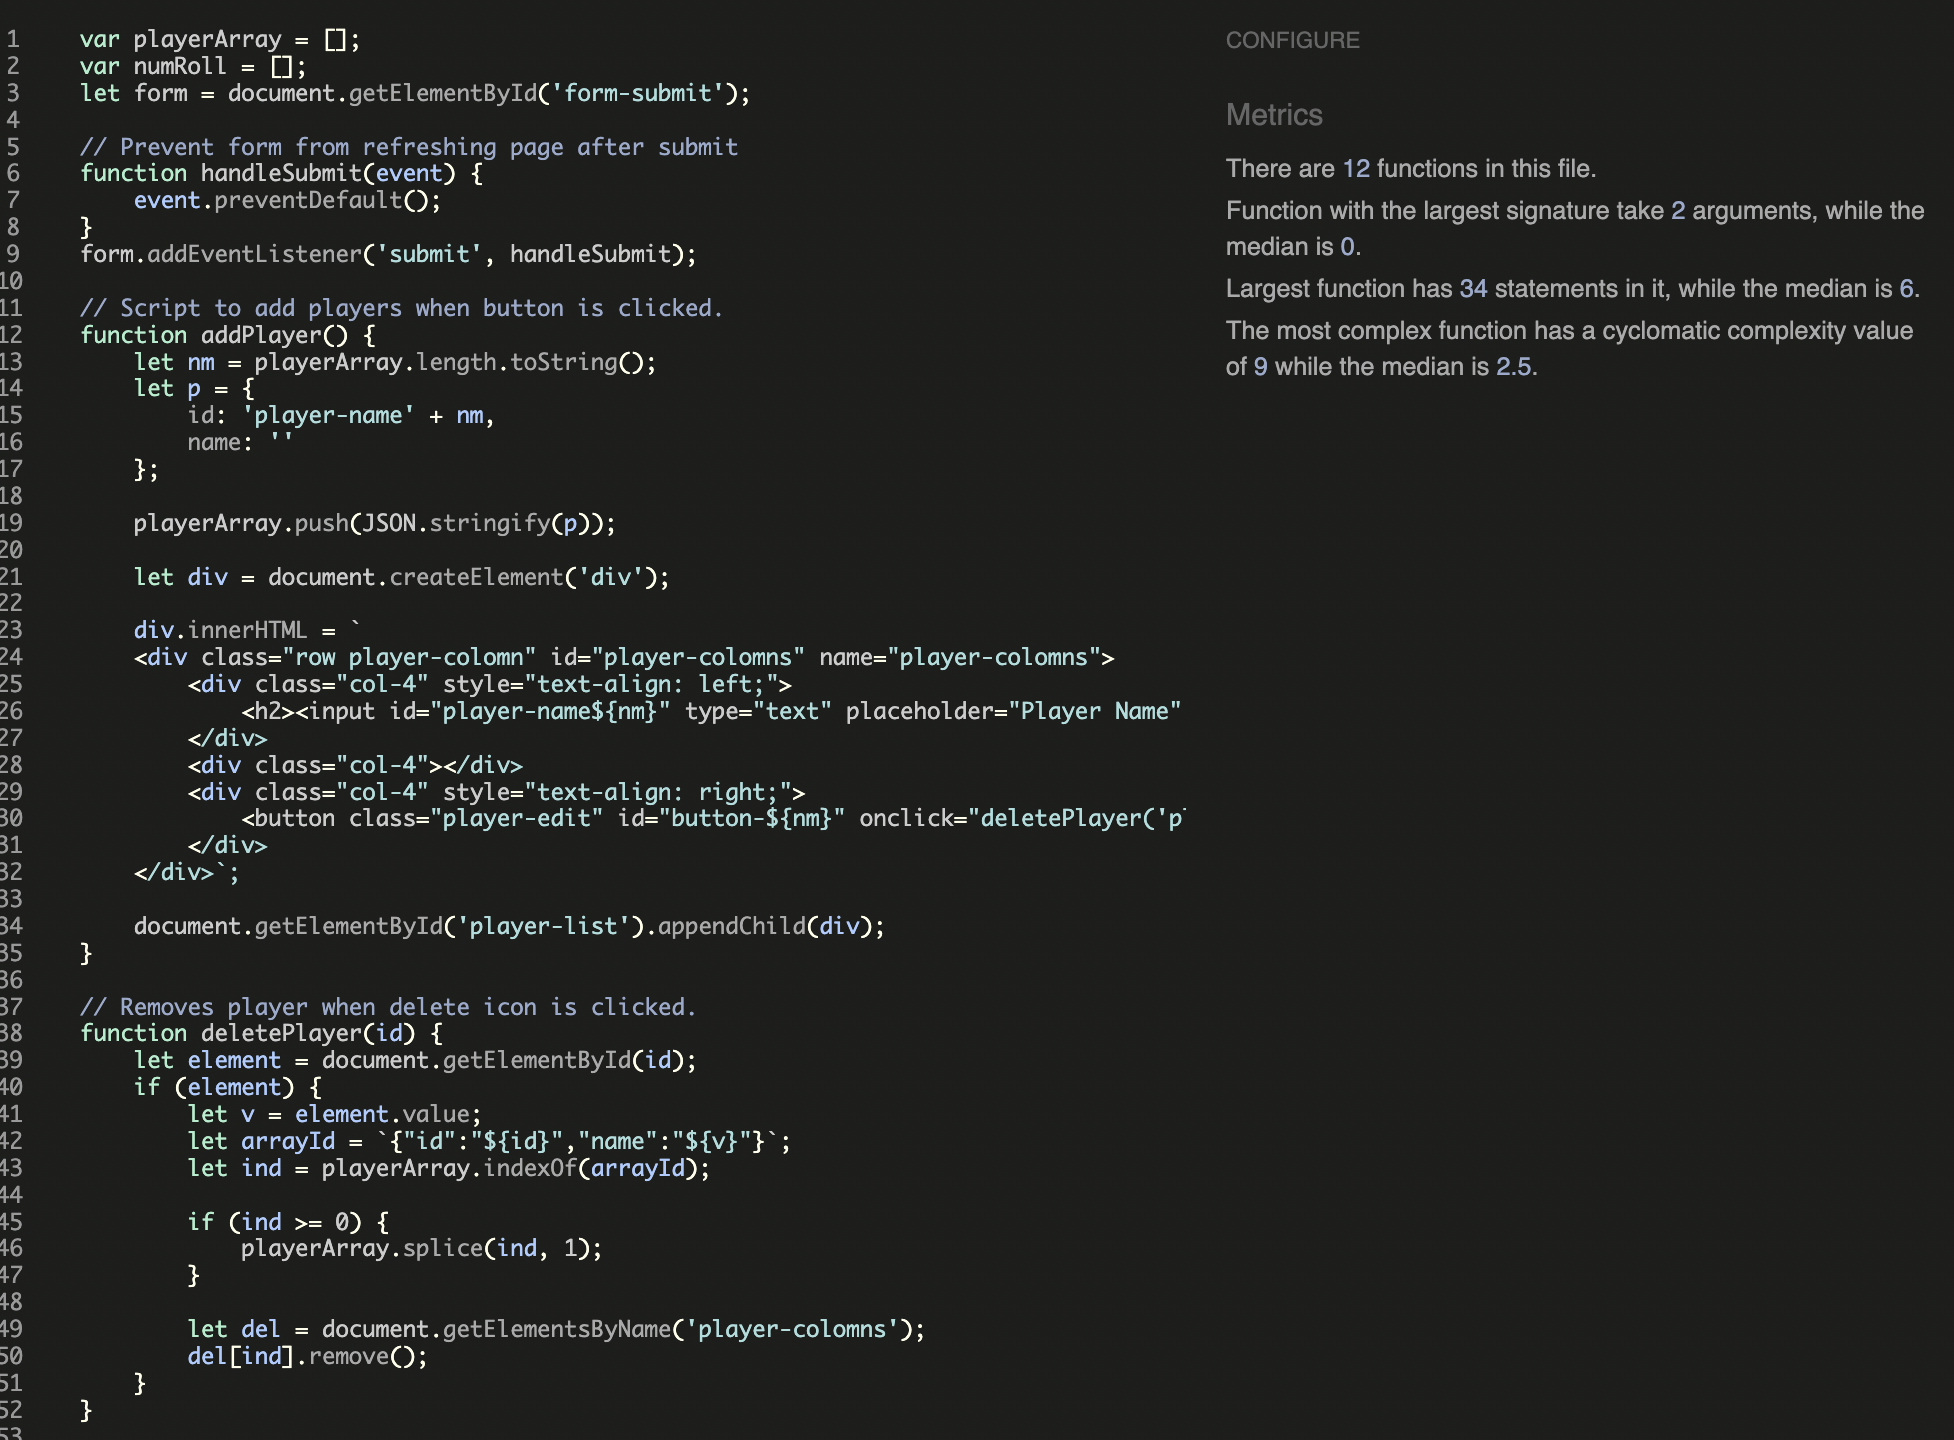 1 var playerArray = [];
2 var numRoll = [];
3 let form = document.getElementById('form-submit');
4
5 // Prevent form from refreshing page after submit
6 function handleSubmit(event) {
7     event.preventDefault();
8 }
9 form.addEventListener('submit', handleSubmit);
10
11 // Script to add players when button is clicked.
12 function addPlayer() {
13     let nm = playerArray.length.toString();
14     let p = {
15         id: 'player-name' + nm,
16         name: ''
17     };
18
19     playerArray.push(JSON.stringify(p));
20
21     let div = document.createElement('div');
22
23     div.innerHTML = `
24     <div class="row player-colomn" id="player-colomns" name="player-colomns">
25         <div class="col-4" style="text-align: left;">
26             <h2><input id="player-name${nm}" type="text" placeholder="Player Name"
27         </div>
28         <div class="col-4"></div>
29         <div class="col-4" style="text-align: right;">
30             <button class="player-edit" id="button-${nm}" onclick="deletePlayer('p
31         </div>
32     </div>`;
33
34     document.getElementById('player-list').appendChild(div);
35 }
36
37 // Removes player when delete icon is clicked.
38 function deletePlayer(id) {
39     let element = document.getElementById(id);
40     if (element) {
41         let v = element.value;
42         let arrayId = `{"id":"${id}","name":"${v}"}`;
43         let ind = playerArray.indexOf(arrayId);
44
45         if (ind >= 0) {
46             playerArray.splice(ind, 1);
47         }
48
49         let del = document.getElementsByName('player-colomns');
50         del[ind].remove();
51     }
52 }
53
CONFIGURE
Metrics
There are 12 functions in this file.
Function with the largest signature take 2 arguments, while the
median is 0.
Largest function has 34 statements in it, while the median is 6.
The most complex function has a cyclomatic complexity value
of 9 while the median is 2.5.